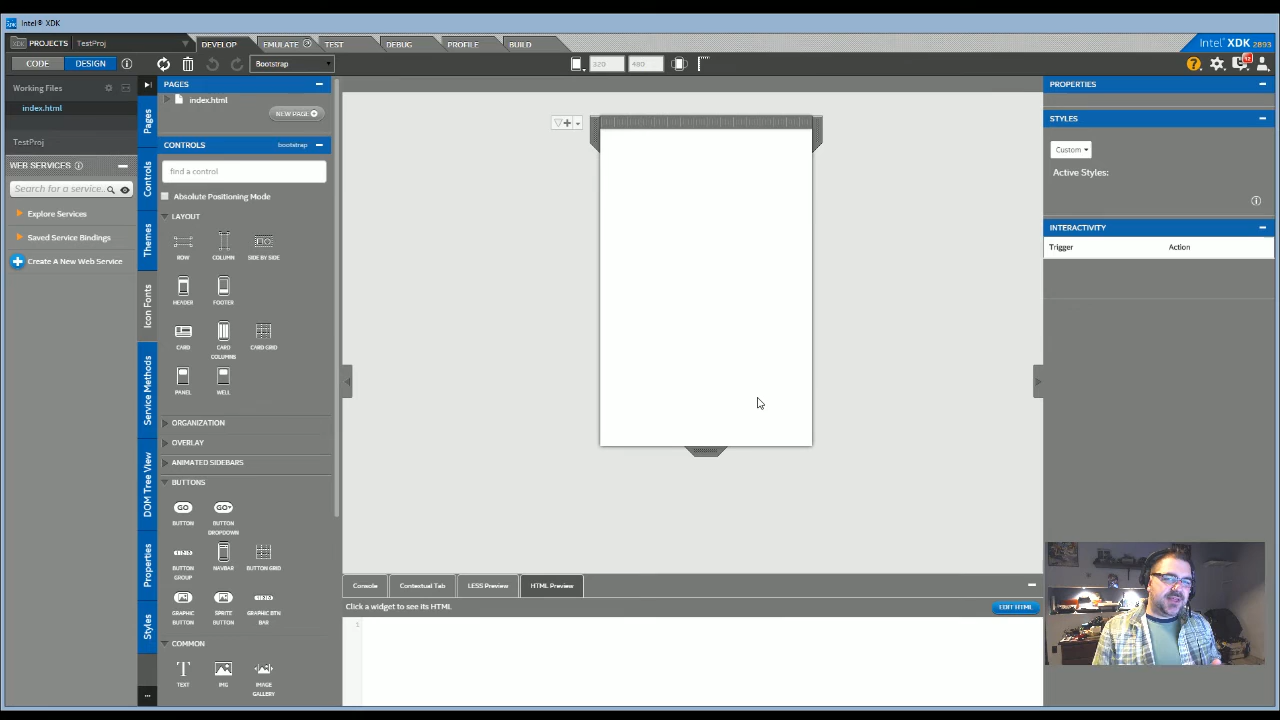 XDK Intel® XDK
XDK PROJECTS TestProj DEVELOP EMULATE TEST DEBUG PROFILE BUILD Intel® XDK 2893
CODE DESIGN Bootstrap 320 480
Working Files
index.html
TestProj
WEB SERVICES
Search for a service...
Explore Services
Saved Service Bindings
Create A New Web Service
Pages
Controls
Themes
Icon Fonts
Service Methods
DOM Tree View
Properties
Styles
...
PAGES
index.html
NEW PAGE
CONTROLS bootstrap
find a control
Absolute Positioning Mode
LAYOUT
ROW COLUMN SIDE BY SIDE
HEADER FOOTER
CARD CARD COLUMNS CARD GRID
PANEL WELL
ORGANIZATION
OVERLAY
ANIMATED SIDEBARS
BUTTONS
GO GO
BUTTON BUTTON DROPDOWN
BUTTON GROUP NAVBAR BUTTON GRID
GRAPHIC BUTTON SPRITE BUTTON GRAPHIC BTN BAR
COMMON
T
TEXT IMG IMAGE GALLERY
Console Contextual Tab LESS Preview HTML Preview
Click a widget to see its HTML EDIT HTML
1
PROPERTIES
STYLES
Custom
Active Styles:
INTERACTIVITY
Trigger Action